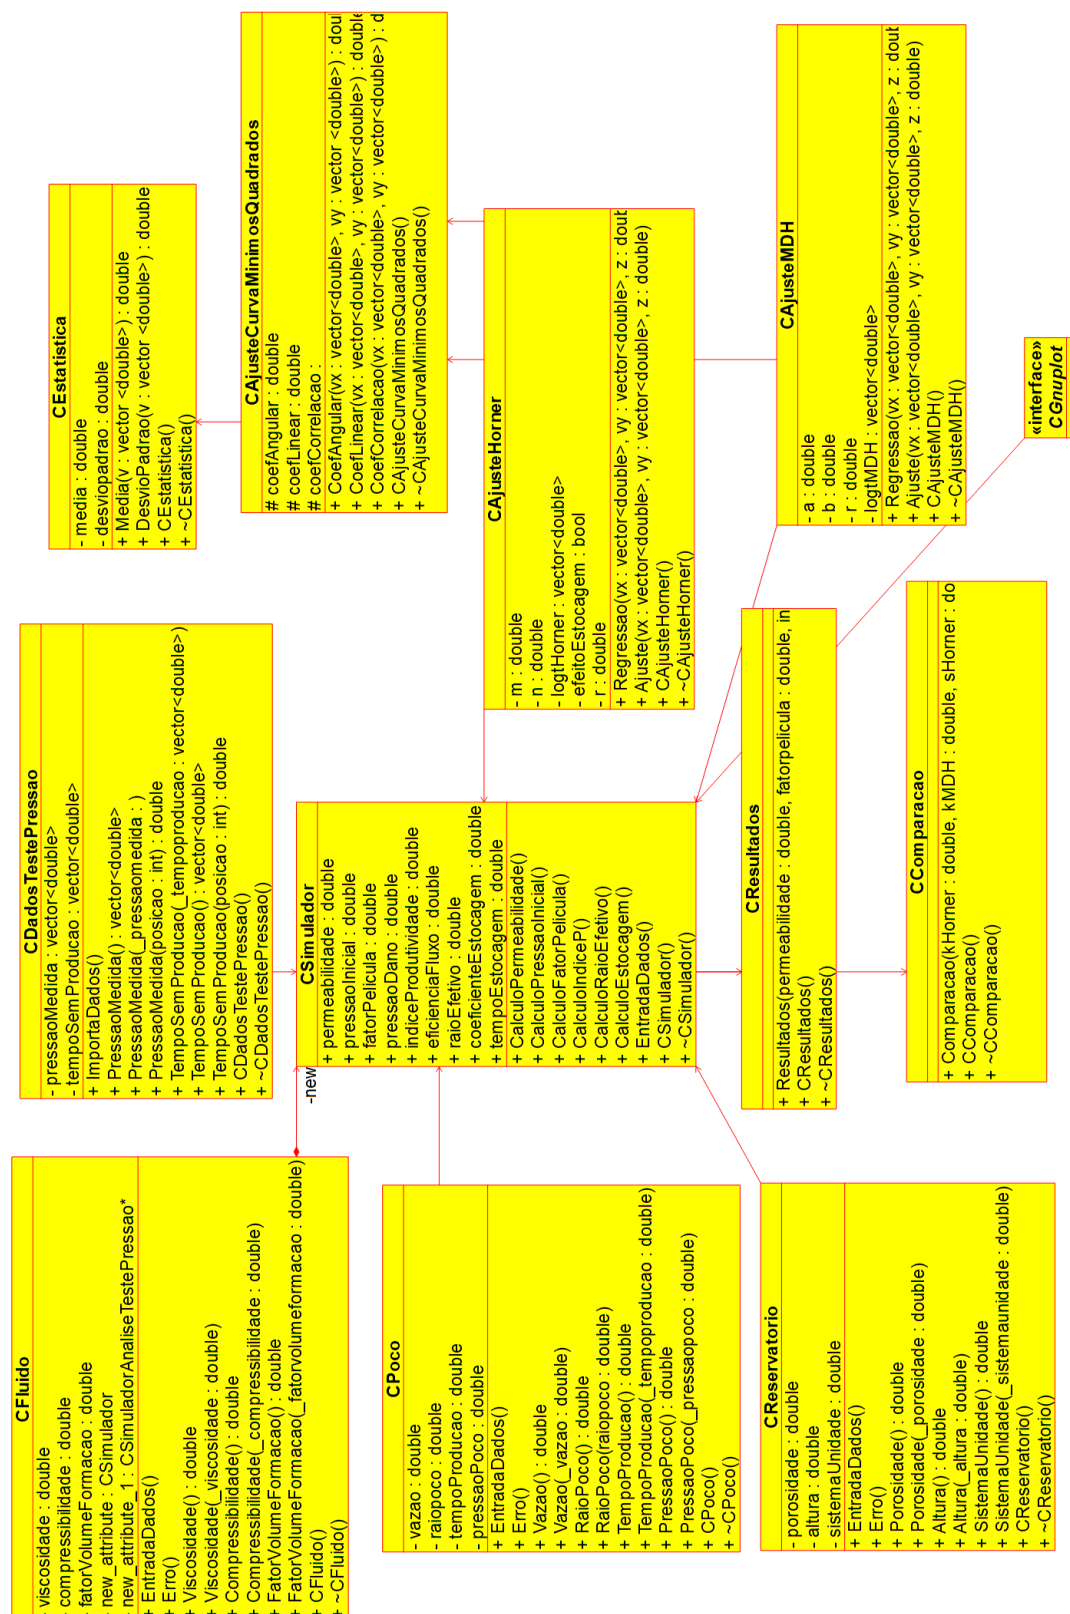 CFluido
- viscosidade : double
- compressibilidade : double
- fatorVolumeFormacao : double
- new_attribute : CSimulador
- new_attribute_1 : CSimuladorAnaliseTestePressao*
+ EntradaDados()
+ Erro()
+ Viscosidade() : double
+ Viscosidade(_viscosidade : double)
+ Compressibilidade() : double
+ Compressibilidade(_compressibilidade : double)
+ FatorVolumeFormacao() : double
+ FatorVolumeFormacao(_fatorvolumeformacao : double)
+ CFluido()
+ ~CFluido()
CPoco
- vazao : double
- raiopoco : double
- tempoProducao : double
- pressaoPoco : double
+ EntradaDados()
+ Erro()
+ Vazao() : double
+ Vazao(_vazao : double)
+ RaioPoco() : double
+ RaioPoco(raiopoco : double)
+ TempoProducao() : double
+ TempoProducao(_tempoproducao : double)
+ PressaoPoco() : double
+ PressaoPoco(_pressaopoco : double)
+ CPoco()
+ ~CPoco()
CReservatorio
- porosidade : double
- altura : double
- sistemaUnidade : double
+ EntradaDados()
+ Erro()
+ Porosidade() : double
+ Porosidade(_porosidade : double)
+ Altura() : double
+ Altura(_altura : double)
+ SistemaUnidade() : double
+ SistemaUnidade(_sistemaunidade : double)
+ CReservatorio()
+ ~CReservatorio()
CDadosTestePressao
- pressaoMedida : vector<double>
- tempoSemProducao : vector<double>
+ ImportaDados()
+ PressaoMedida() : vector<double>
+ PressaoMedida(_pressaomedida : )
+ PressaoMedida(posicao : int) : double
+ TempoSemProducao(_tempoproducao : vector<double>)
+ TempoSemProducao() : vector<double>
+ TempoSemProducao(posicao : int) : double
+ CDadosTestePressao()
+ ~CDadosTestePressao()
-new
CSimulador
+ permeabilidade : double
+ pressaoInicial : double
+ fatorPelicula : double
+ pressaoDano : double
+ indiceProdutividade : double
+ eficienciaFluxo : double
+ raioEfetivo : double
+ coeficienteEstocagem : double
+ tempoEstocagem : double
+ CalculoPermeabilidade()
+ CalculoPressaoInicial()
+ CalculoFatorPelicula()
+ CalculoIndiceP()
+ CalculoRaioEfetivo()
+ CalculoEstocagem()
+ EntradaDados()
+ CSimulador()
+ ~CSimulador()
CResultados
+ Resultados(permeabilidade : double, fatorpelicula : double, in
+ CResultados()
+ ~CResultados()
CComparacao
+ Comparacao(kHorner : double, kMDH : double, sHorner : do
+ CComparacao()
+ ~CComparacao()
CEstatistica
- media : double
- desviopadrao : double
+ Media(v : vector <double>) : double
+ DesvioPadrao(v : vector <double>) : double
+ CEstatistica()
+ ~CEstatistica()
CAjusteCurvaMinimosQuadrados
# coefAngular : double
# coefLinear : double
# coefCorrelacao :
+ CoefAngular(vx : vector<double>, vy : vector <double>) : doul
+ CoefLinear(vx : vector<double>, vy : vector<double>) : doubl
+ CoefCorrelacao(vx : vector<double>, vy : vector<double>) : d
+ CAjusteCurvaMinimosQuadrados()
+ ~CAjusteCurvaMinimosQuadrados()
CAjusteHorner
- m : double
- n : double
- logtHorner : vector<double>
- efeitoEstocagem : bool
- r : double
+ Regressao(vx : vector<double>, vy : vector<double>, z : doub
+ Ajuste(vx : vector<double>, vy : vector<double>, z : double)
+ CAjusteHorner()
+ ~CAjusteHorner()
CAjusteMDH
- a : double
- b : double
- r : double
- logtMDH : vector<double>
+ Regressao(vx : vector<double>, vy : vector<double>, z : doub
+ Ajuste(vx : vector<double>, vy : vector<double>, z : double)
+ CAjusteMDH()
+ ~CAjusteMDH()
«interface»
CGnuplot